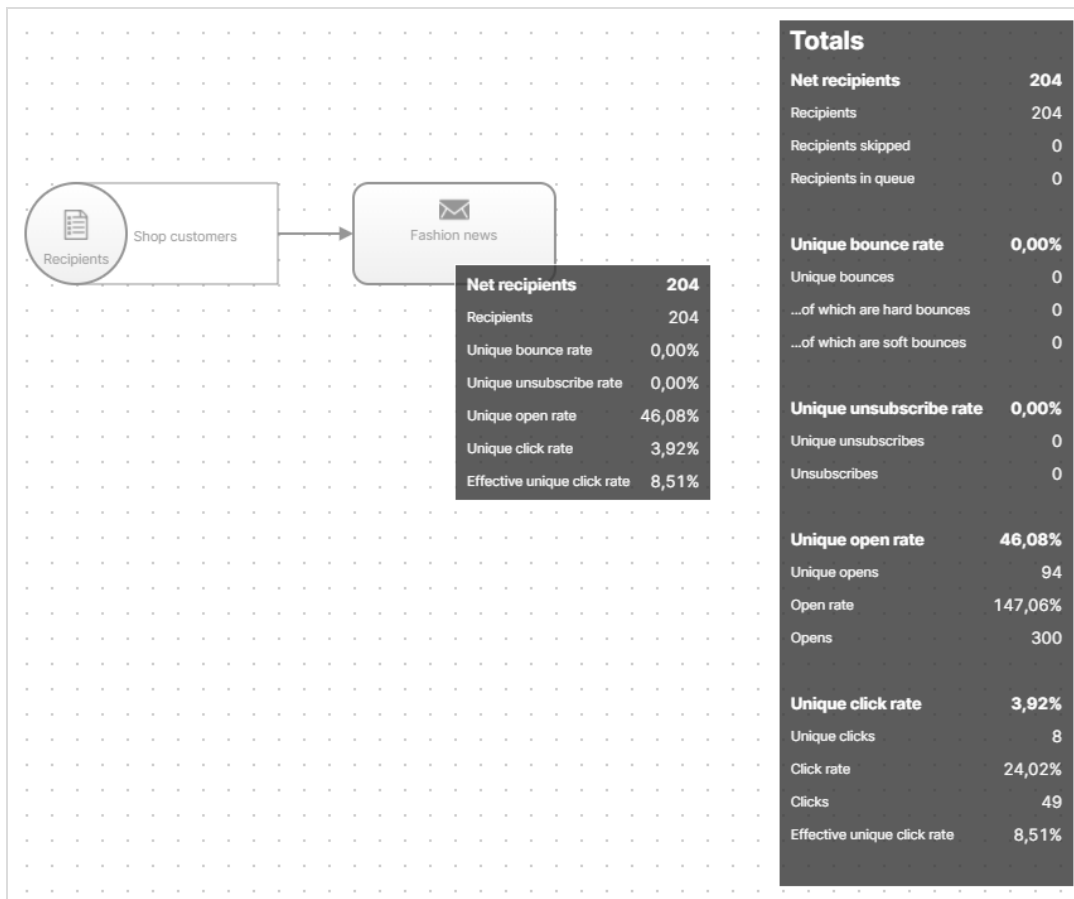 Recipients
Shop customers
Fashion news
Net recipients 204
Recipients 204
Unique bounce rate 0,00%
Unique unsubscribe rate 0,00%
Unique open rate 46,08%
Unique click rate 3,92%
Effective unique click rate 8,51%
Totals
Net recipients 204
Recipients 204
Recipients skipped 0
Recipients in queue 0
Unique bounce rate 0,00%
Unique bounces 0
...of which are hard bounces 0
...of which are soft bounces 0
Unique unsubscribe rate 0,00%
Unique unsubscribes 0
Unsubscribes 0
Unique open rate 46,08%
Unique opens 94
Open rate 147,06%
Opens 300
Unique click rate 3,92%
Unique clicks 8
Click rate 24,02%
Clicks 49
Effective unique click rate 8,51%